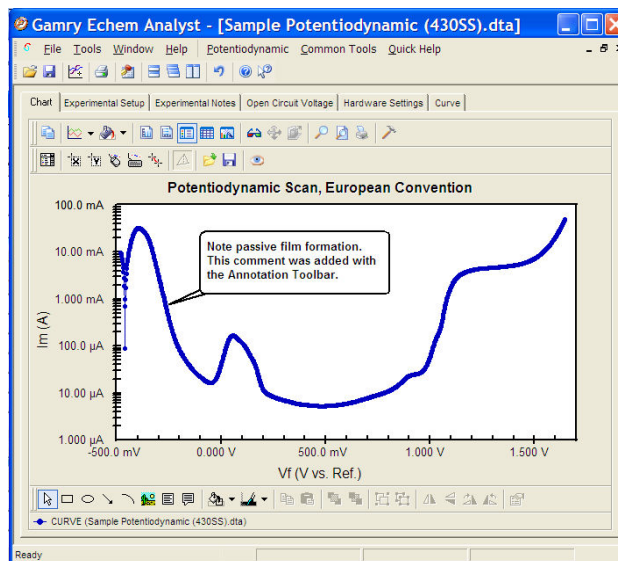 Gamry Echem Analyst - [Sample Potentiodynamic (430SS).dta]
File Tools Window Help Potentiodynamic Common Tools Quick Help
Chart Experimental Setup Experimental Notes Open Circuit Voltage Hardware Settings Curve
Potentiodynamic Scan, European Convention
100.0 mA
10.00 mA
1.000 mA
100.0 µA
10.00 µA
1.000 µA
Im (A)
Note passive film formation.
This comment was added with
the Annotation Toolbar.
-500.0 mV 0.000 V 500.0 mV 1.000 V 1.500 V
Vf (V vs. Ref.)
CURVE (Sample Potentiodynamic (430SS).dta)
Ready